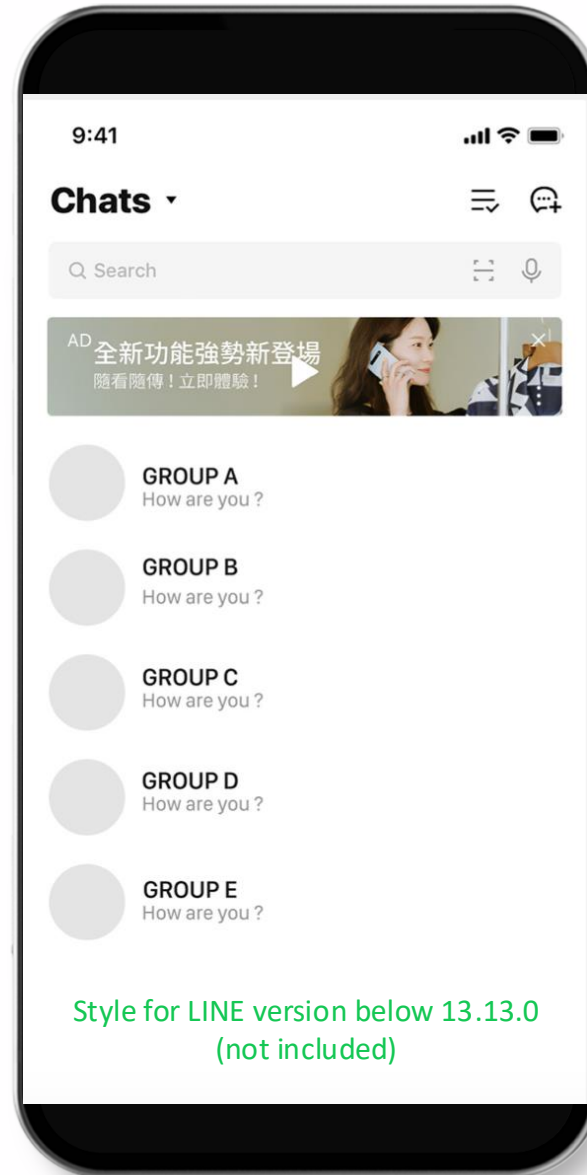 9:41
Chats
Search
AD
全新功能強勢新登場
隨看隨傳！立即體驗！
GROUP A
How are you ?
GROUP B
How are you ?
GROUP C
How are you ?
GROUP D
How are you ?
GROUP E
How are you ?
Style for LINE version below 13.13.0
(not included)